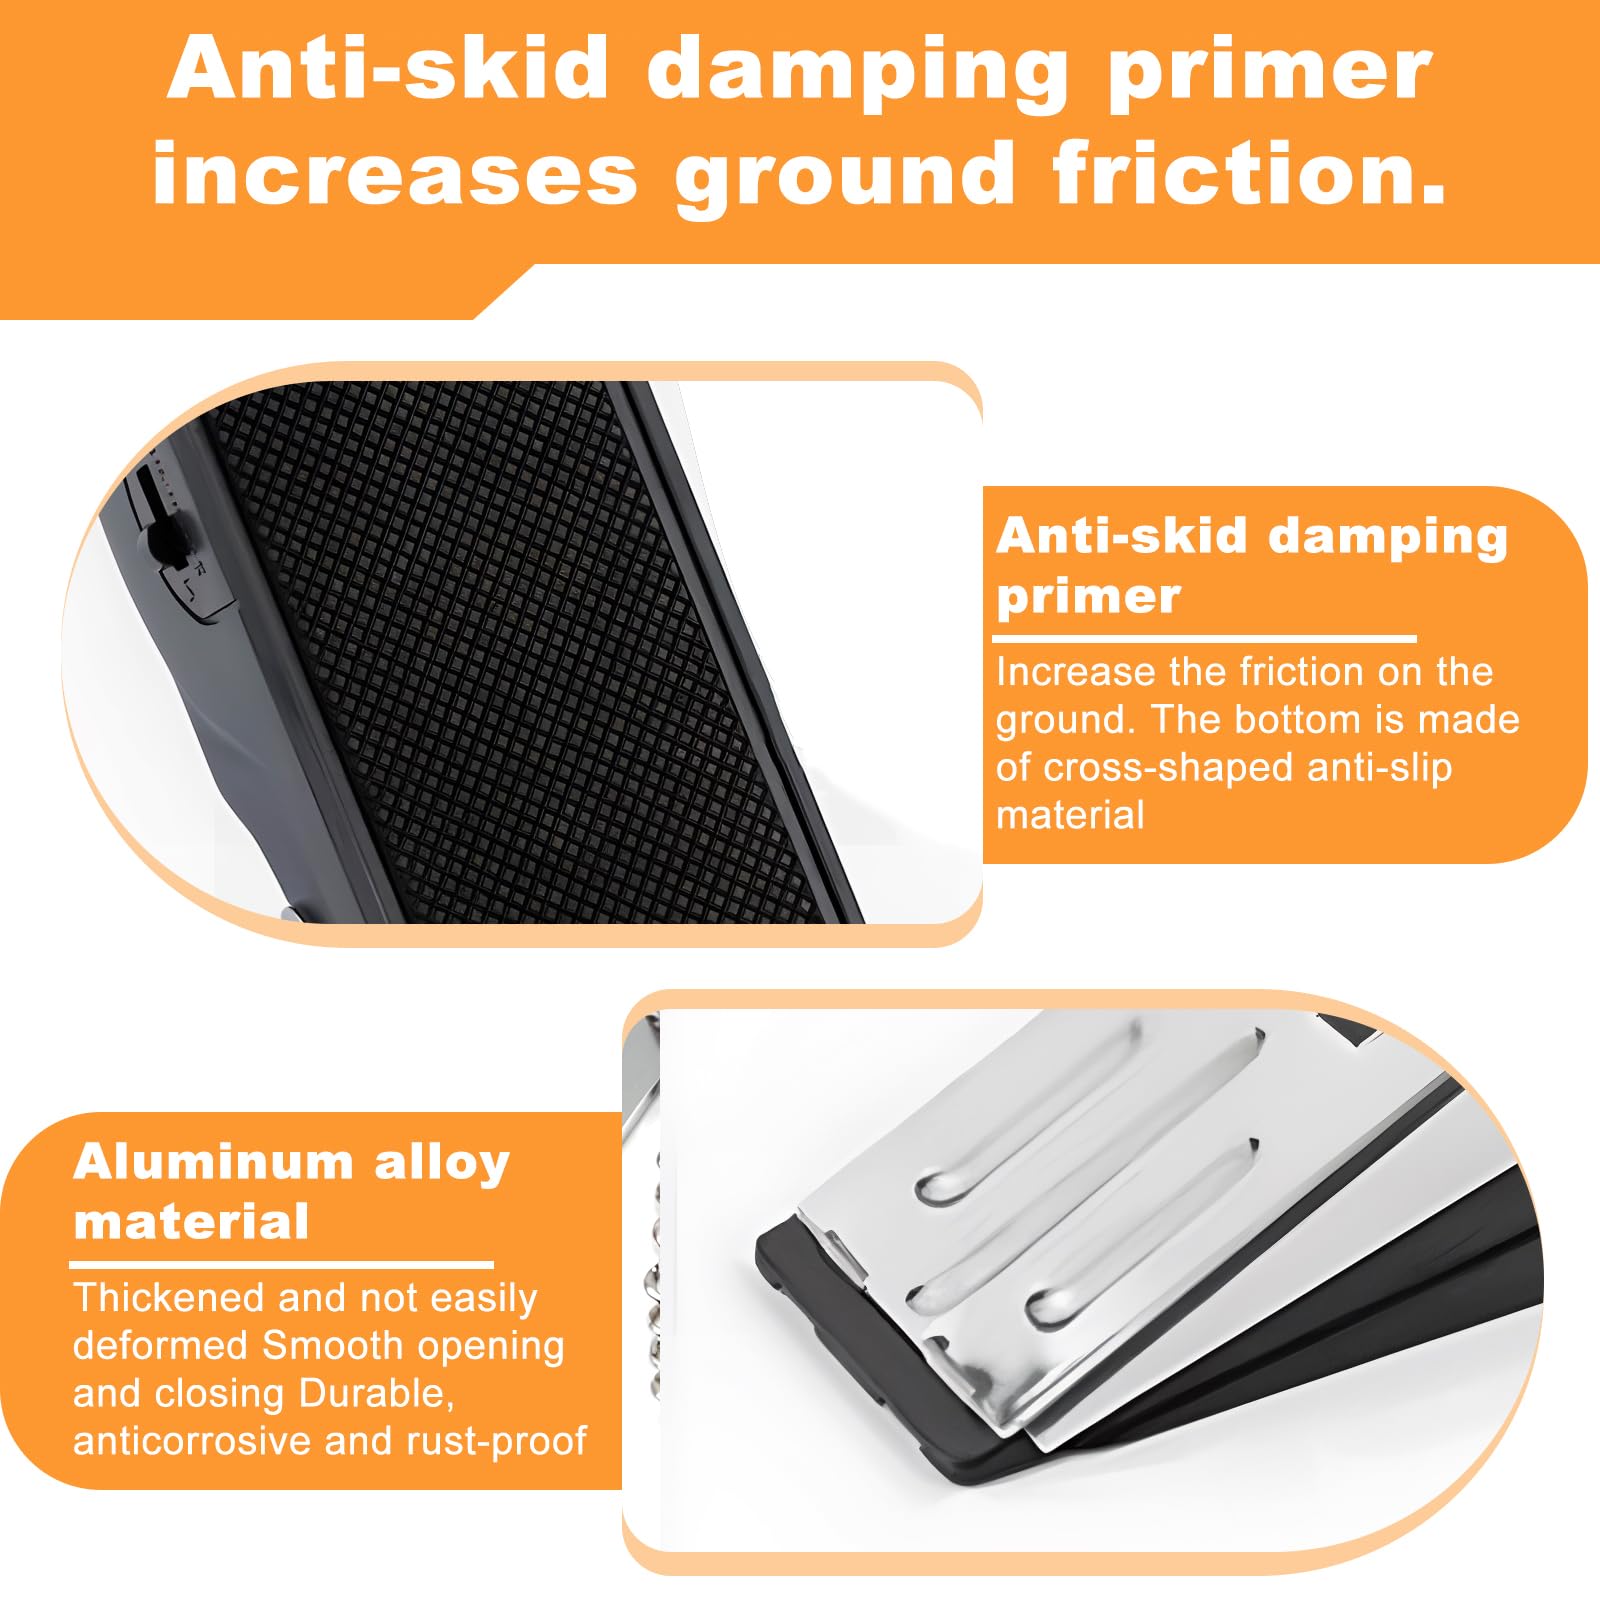 Anti-skid damping primer
increases ground friction.
Anti-skid damping
primer
Increase the friction on the
ground. The bottom is made
of cross-shaped anti-slip
material
Aluminum alloy
material
Thickened and not easily
deformed Smooth opening
and closing Durable,
anticorrosive and rust-proof